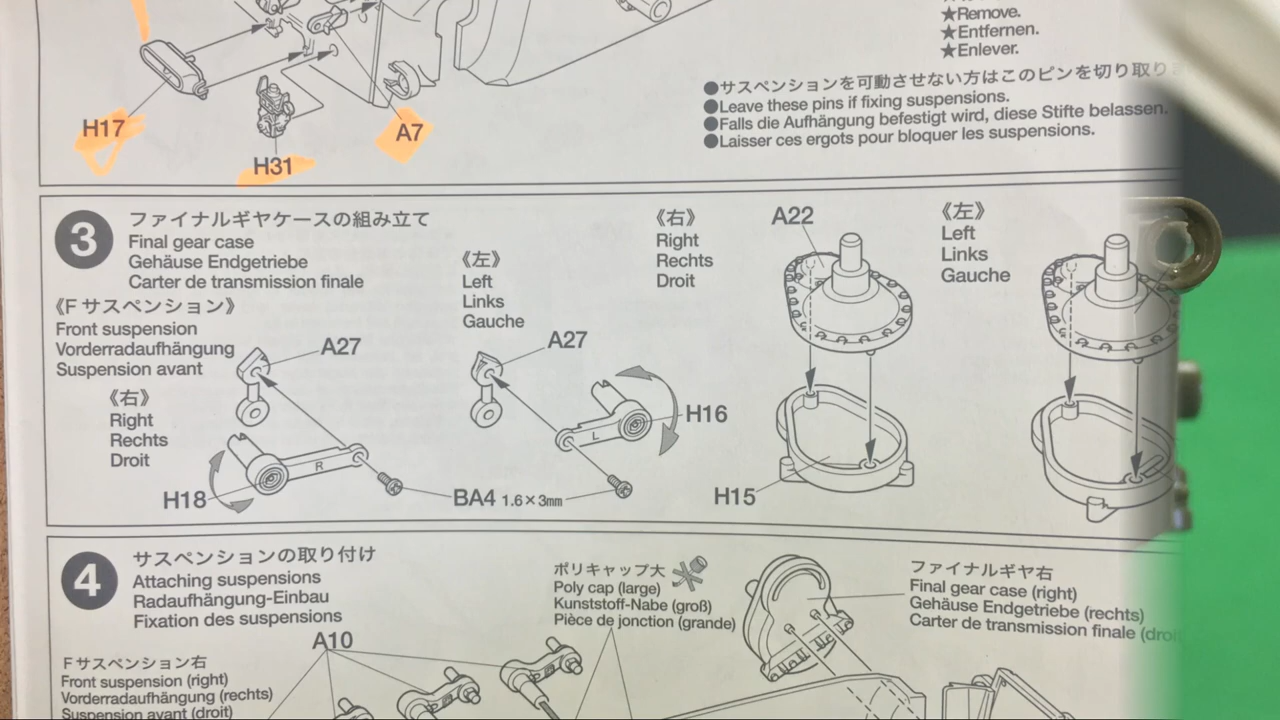 ★Remove.
★Entfernen.
★Enlever.
●サスペンションを可動させない方はこのピンを切り取り
●Leave these pins if fixing suspensions.
●Falls die Aufhängung befestigt wird, diese Stifte belassen.
●Laisser ces ergots pour bloquer les suspensions.
H17
H31
A7
3
ファイナルギヤケースの組み立て
Final gear case
Gehäuse Endgetriebe
Carter de transmission finale
《Fサスペンション》
Front suspension
Vorderradaufhängung
Suspension avant
《右》
Right
Rechts
Droit
A27
R
H18
《左》
Left
Links
Gauche
A27
L
H16
BA4 1.6×3mm
《右》
Right
Rechts
Droit
A22
H15
《左》
Left
Links
Gauche
4
サスペンションの取り付け
Attaching suspensions
Radaufhängung-Einbau
Fixation des suspensions
A10
Fサスペンション右
Front suspension (right)
Vorderradaufhängung (rechts)
Suspension avant (droit)
ポリキャップ大
Poly cap (large)
Kunststoff-Nabe (groß)
Pièce de jonction (grande)
ファイナルギヤ右
Final gear case (right)
Gehäuse Endgetriebe (rechts)
Carter de transmission finale (droi